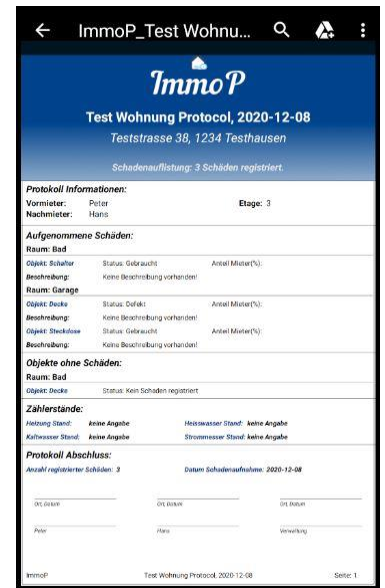 ImmoP_Test Wohnu...
ImmoP
Test Wohnung Protocol, 2020-12-08
Teststrasse 38, 1234 Testhausen
Schadenauflistung: 3 Schäden registriert.
Protokoll Informationen:
Vormieter: Peter Etage: 3
Nachmieter: Hans
Aufgenommene Schäden:
Raum: Bad
Objekt: Schalter Status: Gebraucht Anteil Mieter(%):
Beschreibung: Keine Beschreibung vorhanden!
Raum: Garage
Objekt: Decke Status: Defekt Anteil Mieter(%):
Beschreibung: Keine Beschreibung vorhanden!
Objekt: Steckdose Status: Gebraucht Anteil Mieter(%):
Beschreibung: Keine Beschreibung vorhanden!
Objekte ohne Schäden:
Raum: Bad
Objekt: Decke Status: Kein Schaden registriert
Zählerstände:
Heizung Stand: keine Angabe Heisswasser Stand: keine Angabe
Kaltwasser Stand: keine Angabe Strommesser Stand: keine Angabe
Protokoll Abschluss:
Anzahl registrierter Schäden: 3 Datum Schadenaufnahme: 2020-12-08
Ort, Datum Ort, Datum Ort, Datum
Peter Hans Verwaltung
ImmoP Test Wohnung Protocol, 2020-12-08 Seite: 1